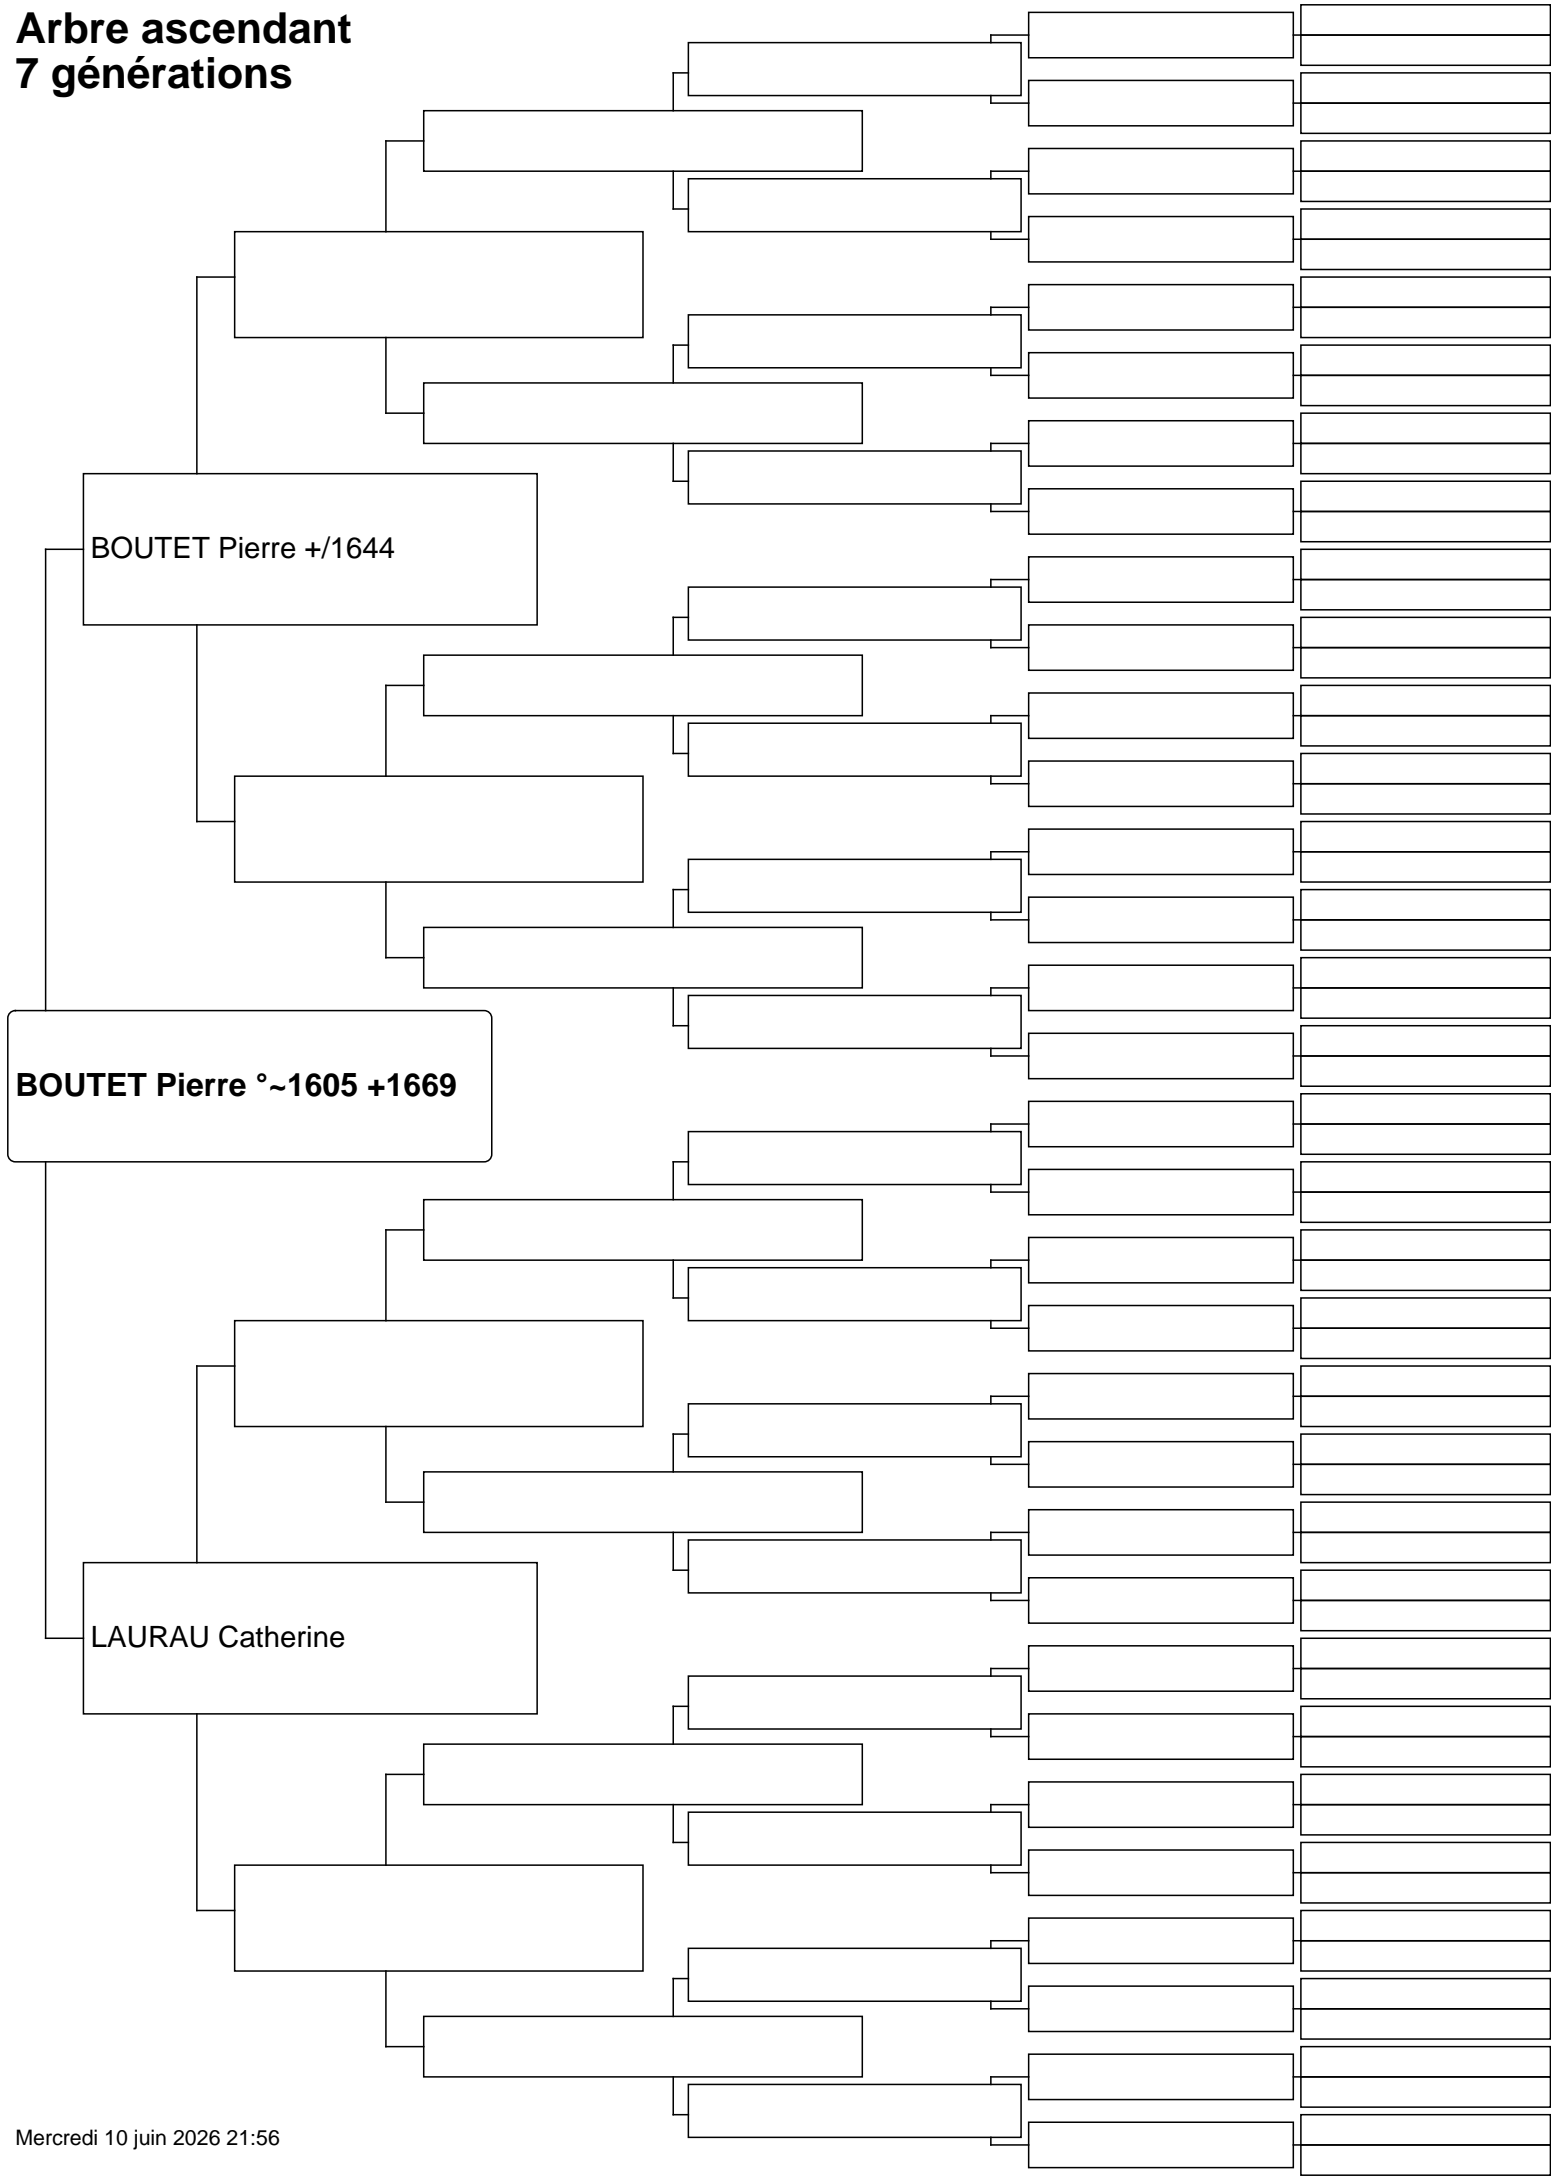 Arbre ascendant
7 générations
BOUTET Pierre +/1644
BOUTET Pierre °~1605 +1669
LAURAU Catherine
Mercredi 10 juin 2026 21:56